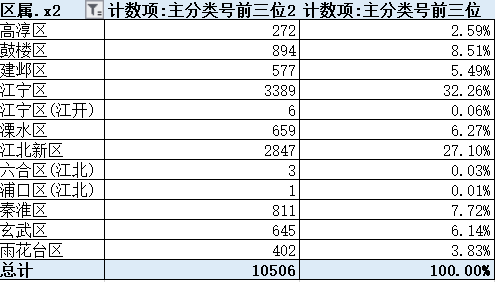 区属.x2 计数项:主分类号前三位2 计数项:主分类号前三位
高淳区 272 2.59%
鼓楼区 894 8.51%
建邺区 577 5.49%
江宁区 3389 32.26%
江宁区(江开) 6 0.06%
溧水区 659 6.27%
江北新区 2847 27.10%
六合区(江北) 3 0.03%
浦口区(江北) 1 0.01%
秦淮区 811 7.72%
玄武区 645 6.14%
雨花台区 402 3.83%
总计 10506 100.00%